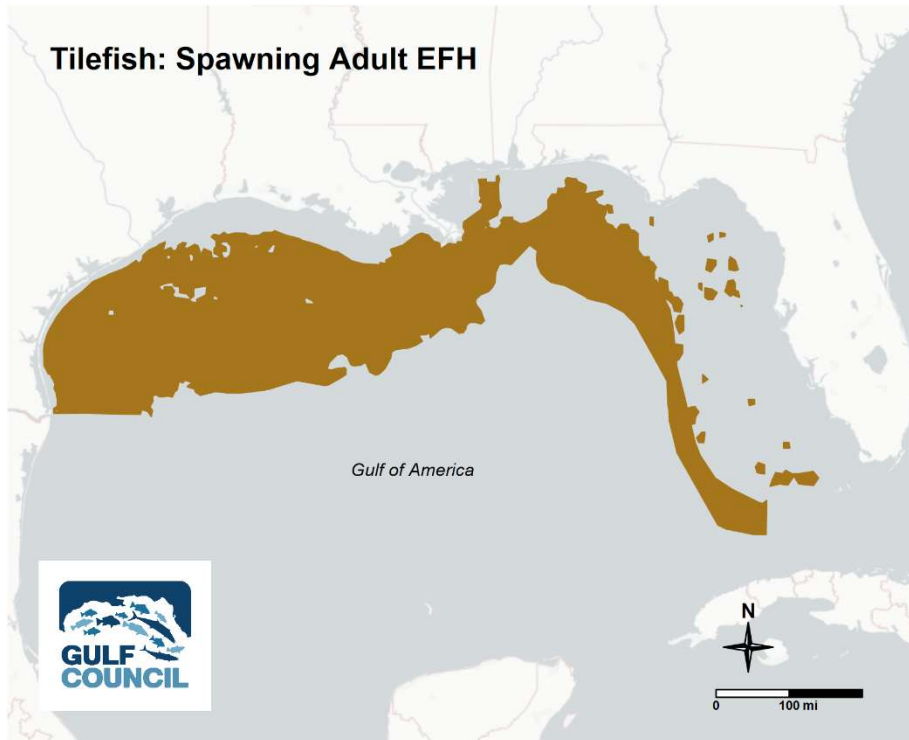 Tilefish: Spawning Adult EFH
Gulf of America
GULF
COUNCIL
N
0 100 mi